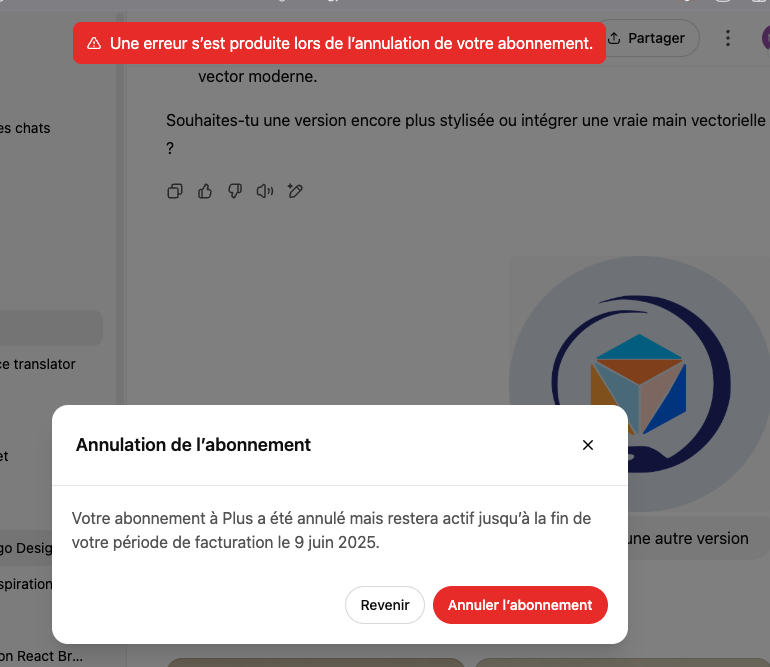 Une erreur s’est produite lors de l’annulation de votre abonnement.
Partager
vector moderne.
es chats
Souhaites-tu une version encore plus stylisée ou intégrer une vraie main vectorielle
?
ce translator
Annulation de l’abonnement
et
Votre abonnement à Plus a été annulé mais restera actif jusqu’à la fin de
votre période de facturation le 9 juin 2025.
une autre version
go Desig
spiration
Revenir
Annuler l’abonnement
on React Br...